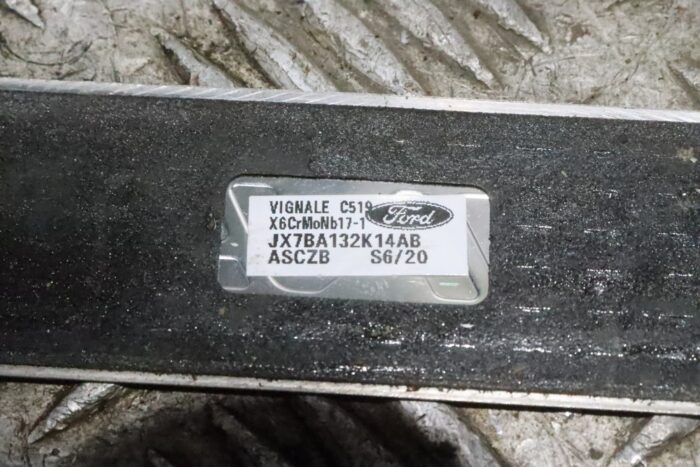 VIGNALE C519
Ford
X6CrMoNb17-1
JX7BA132K14AB
ASCZB S6/20